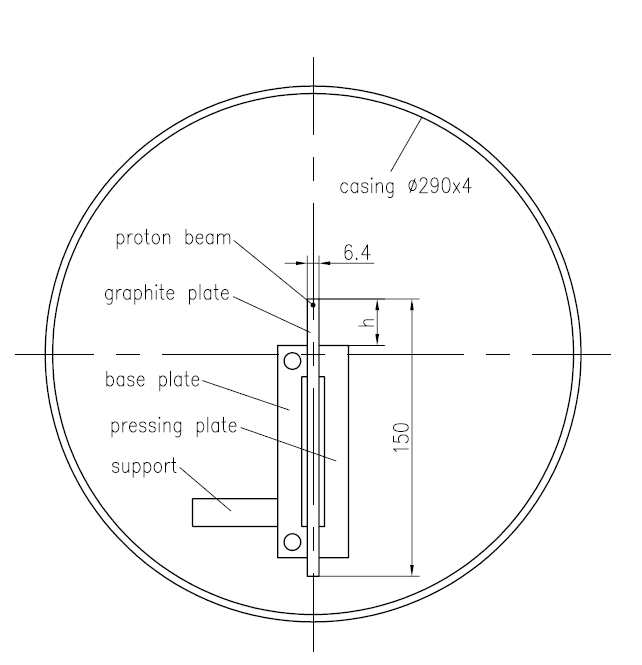 casing Ø290x4
proton beam
6.4
graphite plate
h
base plate
pressing plate
150
support